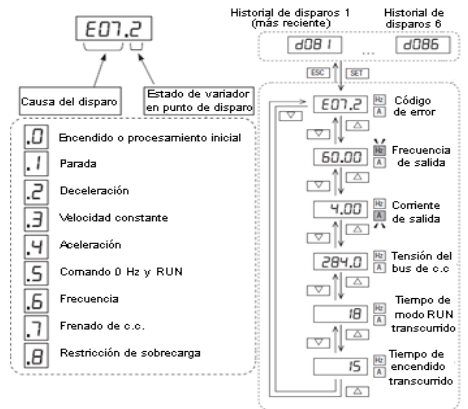 E07.2
Causa del disparo
Estado de variador
en punto de disparo
.0 Encendido o procesamiento inicial
.1 Parada
.2 Deceleración
.3 Velocidad constante
.4 Aceleración
.5 Comando 0 Hz y RUN
.6 Frecuencia
.7 Frenado de c.c.
.8 Restricción de sobrecarga
Historial de disparos 1
(más reciente)
Historial de
disparos 6
d081 ... d086
ESC SET
E07.2 Hz A
Código
de error
60.00 Hz A
Frecuencia
de salida
4.00 Hz A
Corriente
de salida
284.0 Hz A
Tensión del
bus de c.c
18 Hz A
Tiempo de
modo RUN
transcurrido
15 Hz A
Tiempo de
encendido
transcurrido